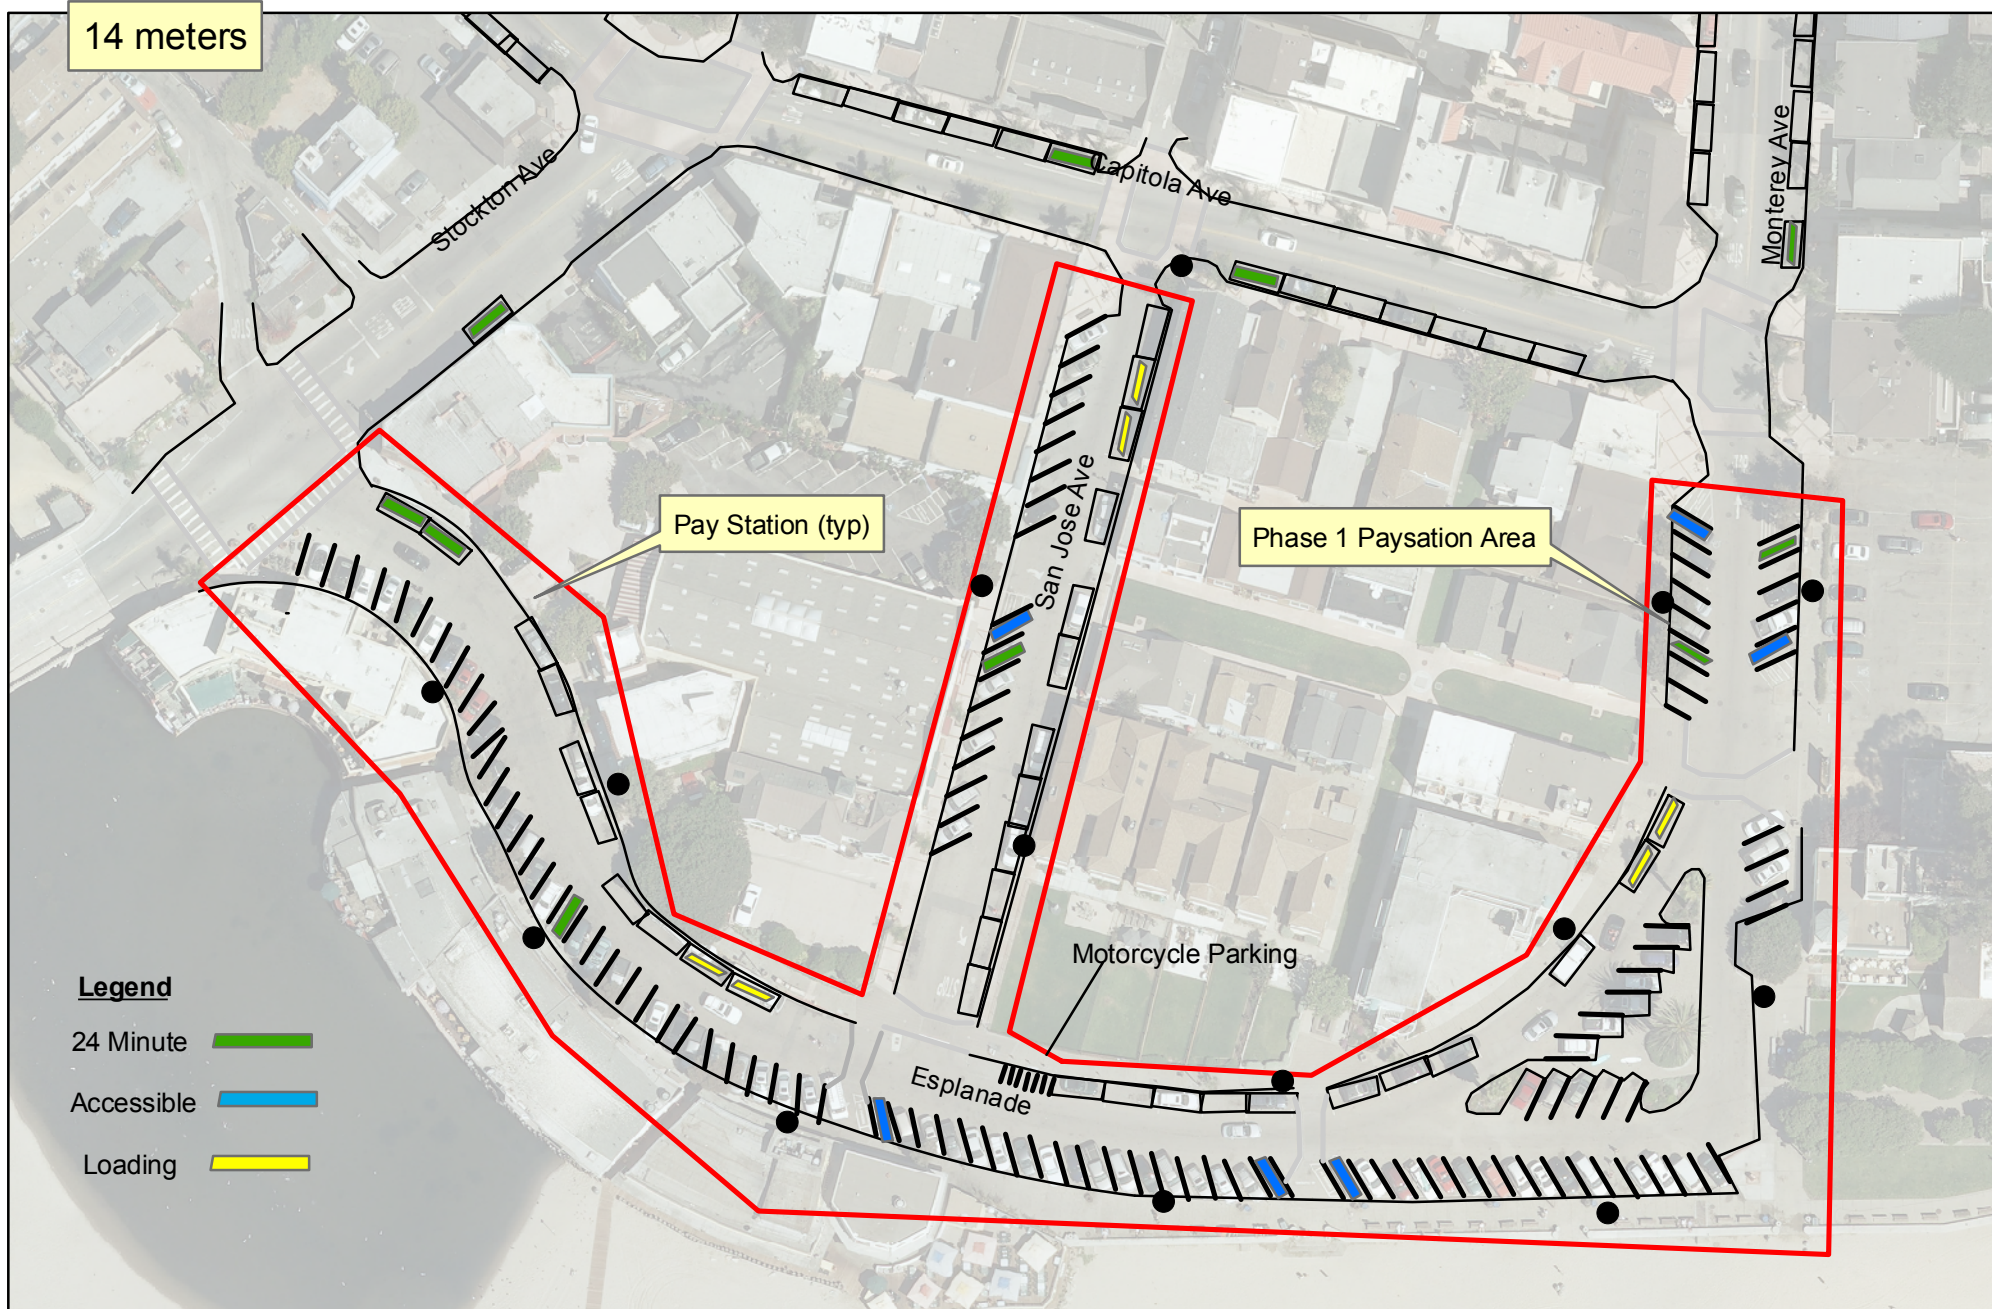 14 meters
Stockton Ave
Capitola Ave
Monterey Ave
Pay Station (typ)
San Jose Ave
Phase 1 Paysation Area
Motorcycle Parking
Esplanade
Legend
24 Minute
Accessible
Loading